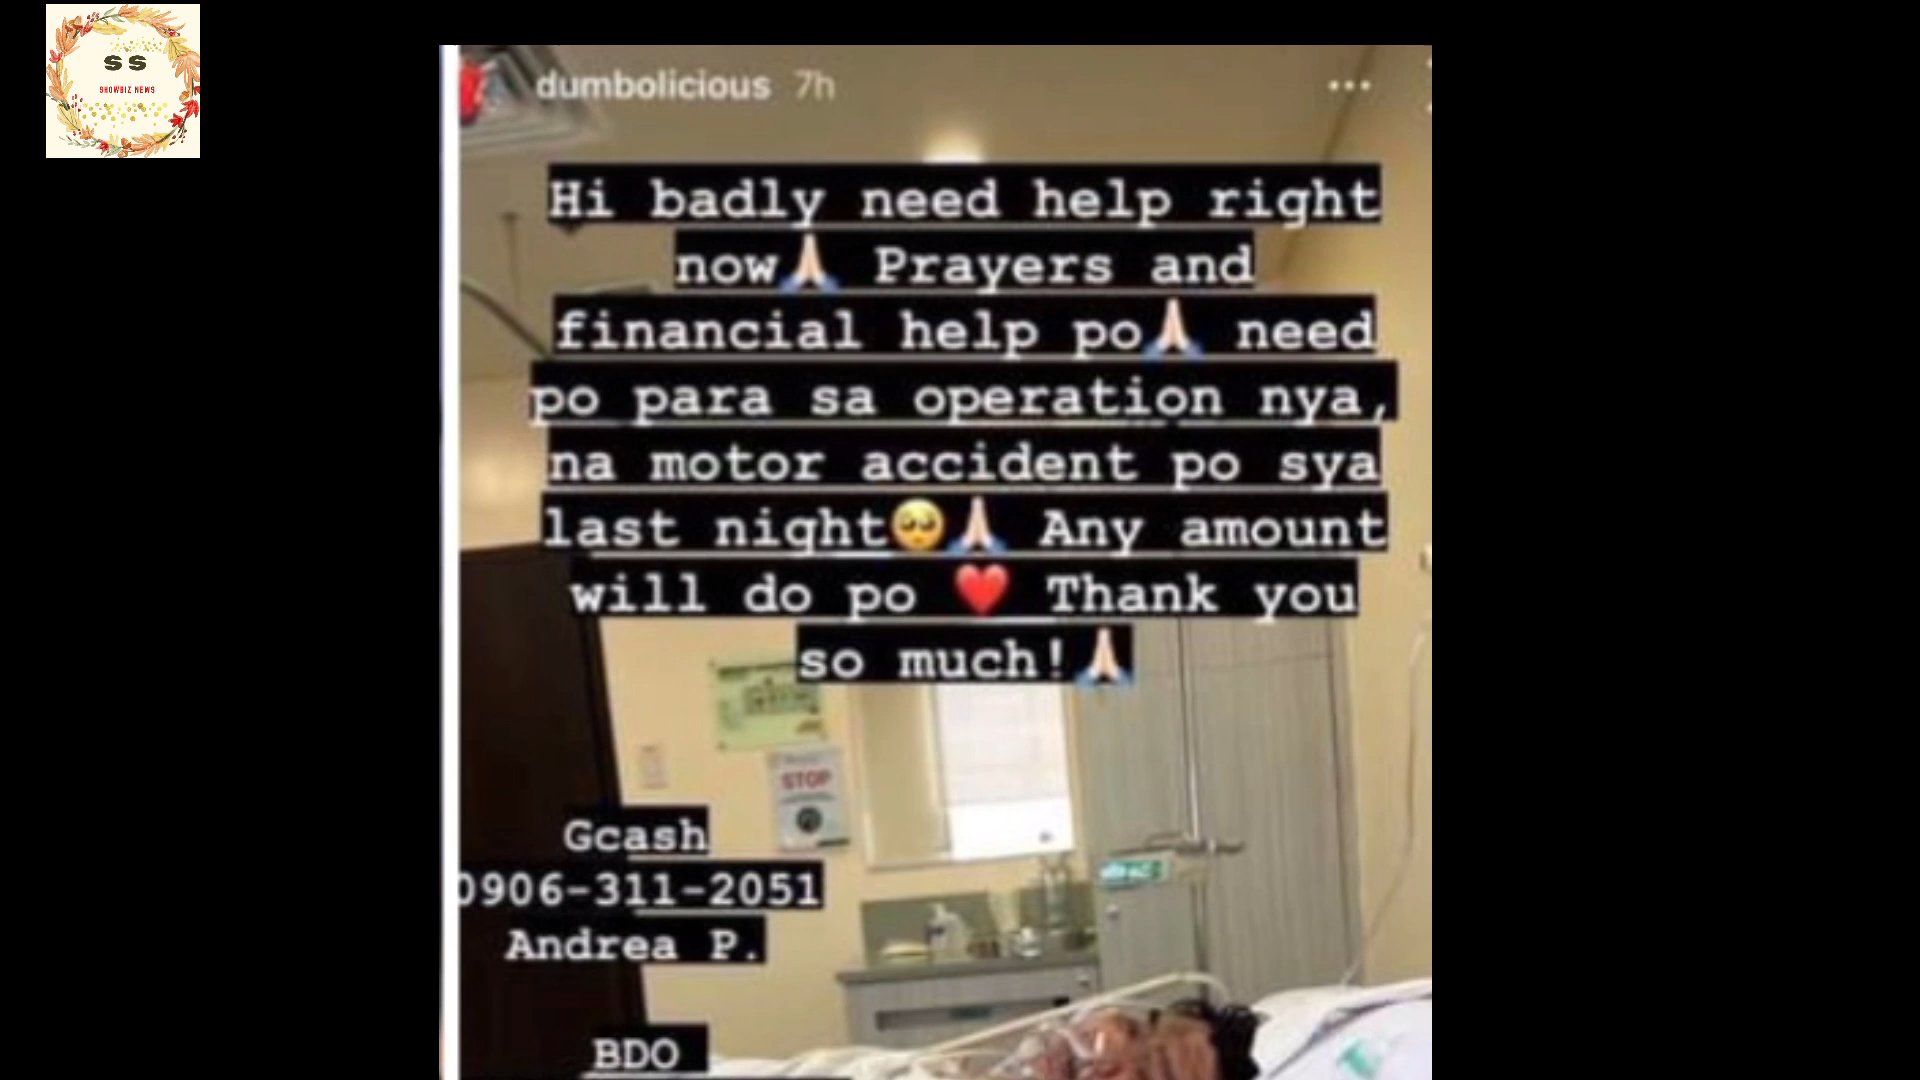 SS
SHOWBIZ NEWS
dumbolicious 7h
Hi badly need help right
now🙏🏻 Prayers and
financial help po🙏🏻 need
po para sa operation nya,
na motor accident po sya
last night🥺🙏🏻 Any amount
will do po ❤️ Thank you
so much!🙏🏻
STOP
Gcash
0906-311-2051
Andrea P.
BDO